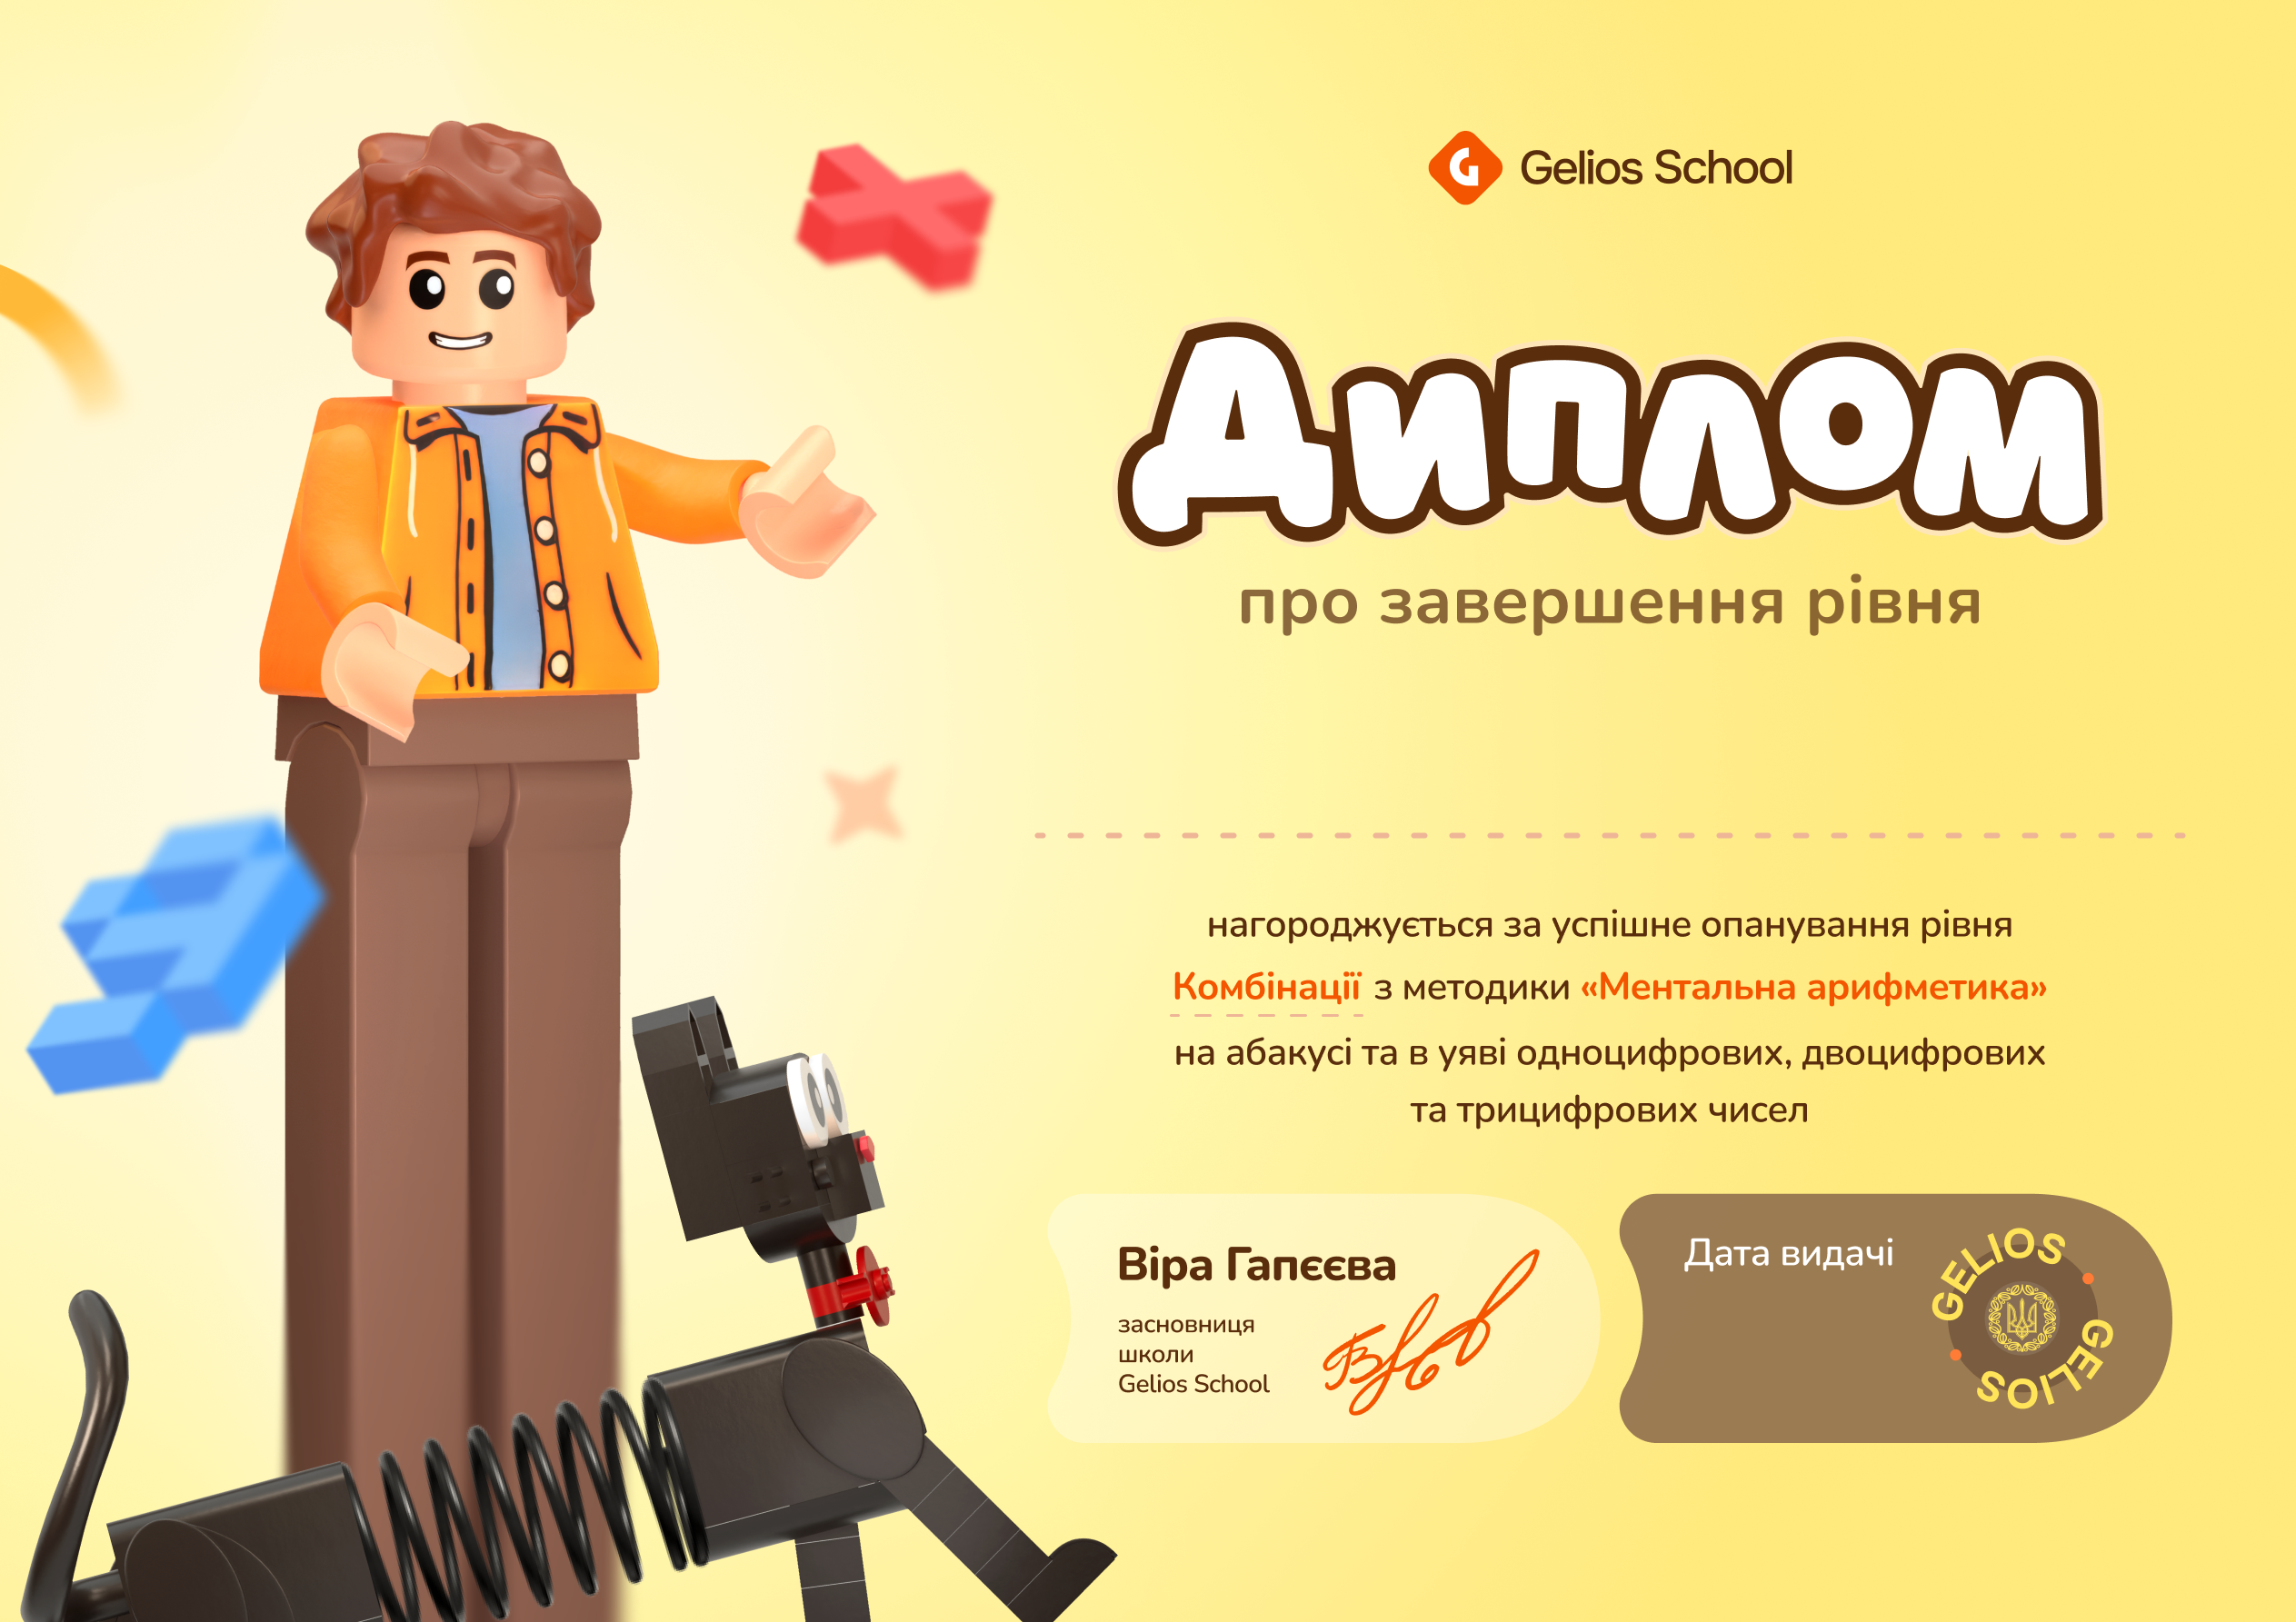 Gelios School
Диплом
про завершення рівня
нагороджується за успішне опанування рівня
Комбінації з методики «Ментальна арифметика»
на абакусі та в уяві одноцифрових, двоцифрових
та трицифрових чисел
Віра Гапєєва
засновниця
школи
Gelios School
Дата видачі
GELIOS
GELIOS